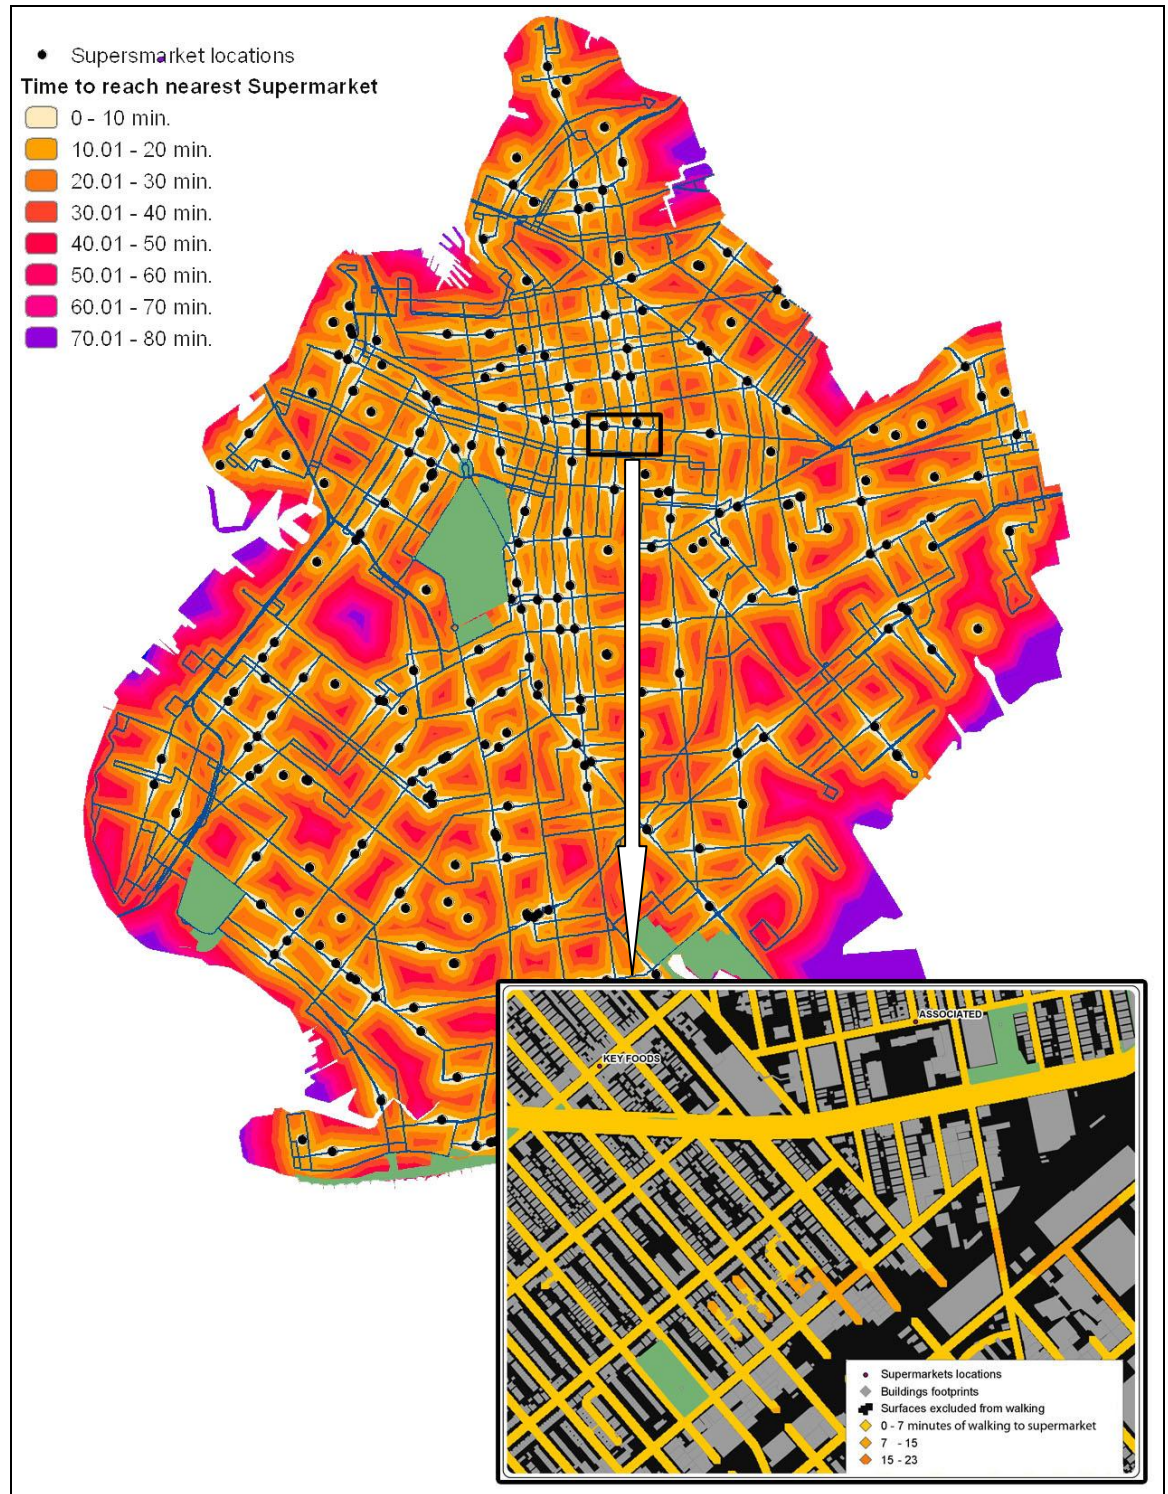 Supersmarket locations
Time to reach nearest Supermarket
0 - 10 min.
10.01 - 20 min.
20.01 - 30 min.
30.01 - 40 min.
40.01 - 50 min.
50.01 - 60 min.
60.01 - 70 min.
70.01 - 80 min.
ASSOCIATED
KEY FOODS
Supermarkets locations
Buildings footprints
Surfaces excluded from walking
0 - 7 minutes of walking to supermarket
7 - 15
15 - 23